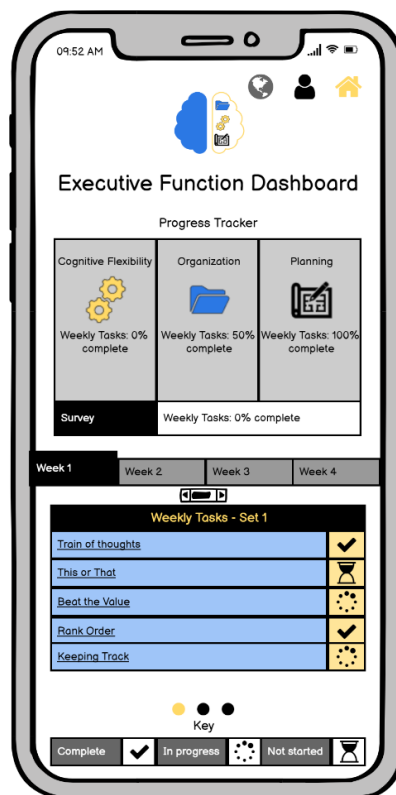 09:52 AM
Executive Function Dashboard
Progress Tracker
Cognitive Flexibility
Weekly Tasks: 0%
complete
Organization
Weekly Tasks: 50%
complete
Planning
Weekly Tasks: 100%
complete
Survey
Weekly Tasks: 0% complete
Week 1
Week 2
Week 3
Week 4
Weekly Tasks - Set 1
Train of thoughts
This or That
Beat the Value
Rank Order
Keeping Track
Key
Complete
In progress
Not started